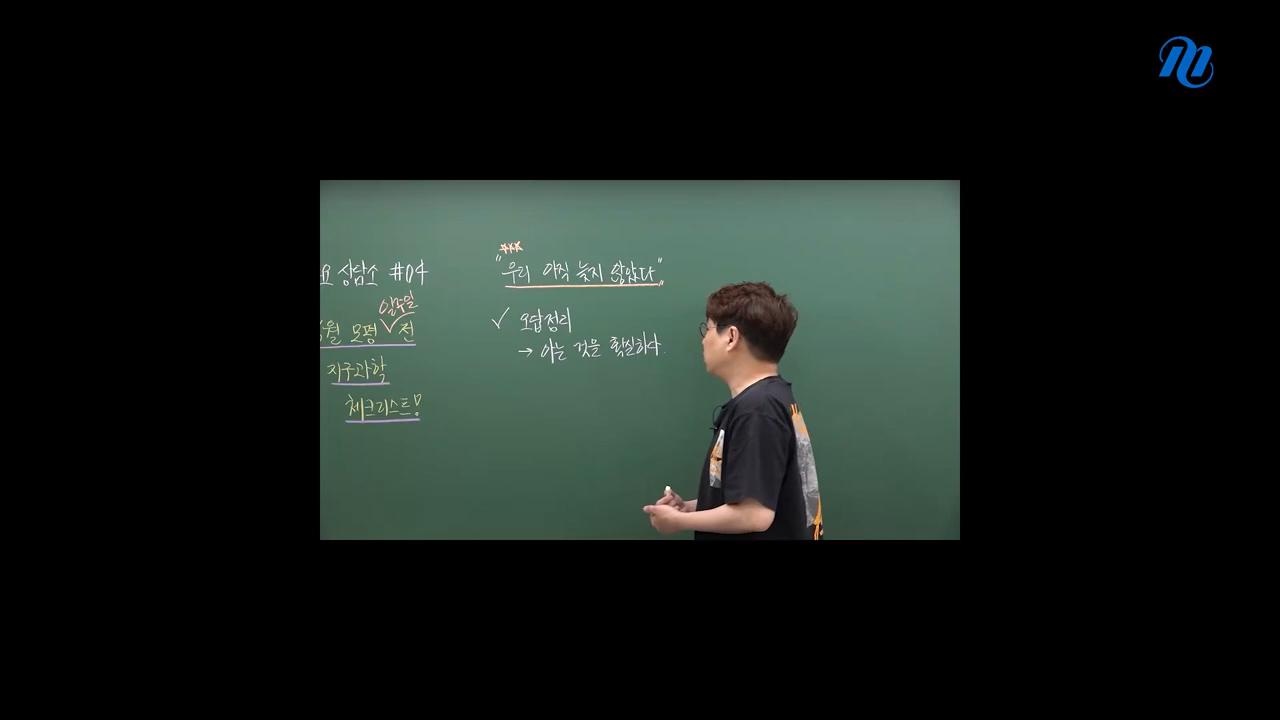 상담소 #04
일주일
월 모평 전
지구과학
체크리스트!
"우리 아직 늦지 않았다"
✓ 오답정리
→ 아는 것을 확실하다.